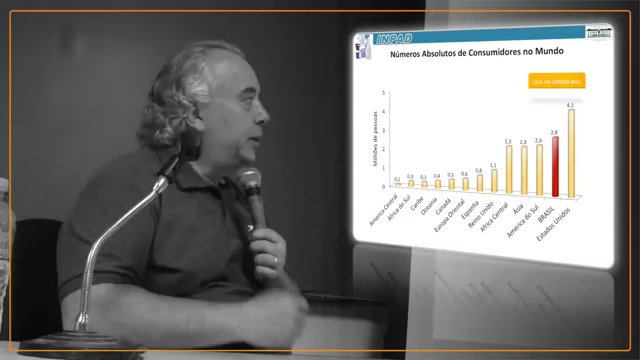 INPAD
Números Absolutos de Consumidores no Mundo
Uso no último ano
Milhões de pessoas
5
4
3
2
1
0
0,1
0,3
0,3
0,4
0,5
0,6
0,8
1,1
2,3
2,3
2,4
2,8
4,1
America Central
Africa do Sul
Caribe
Oceania
Canadá
Europa Oriental
Espanha
Reino Unido
Africa Central
Ásia
America do Sul
BRASIL
Estados Unidos